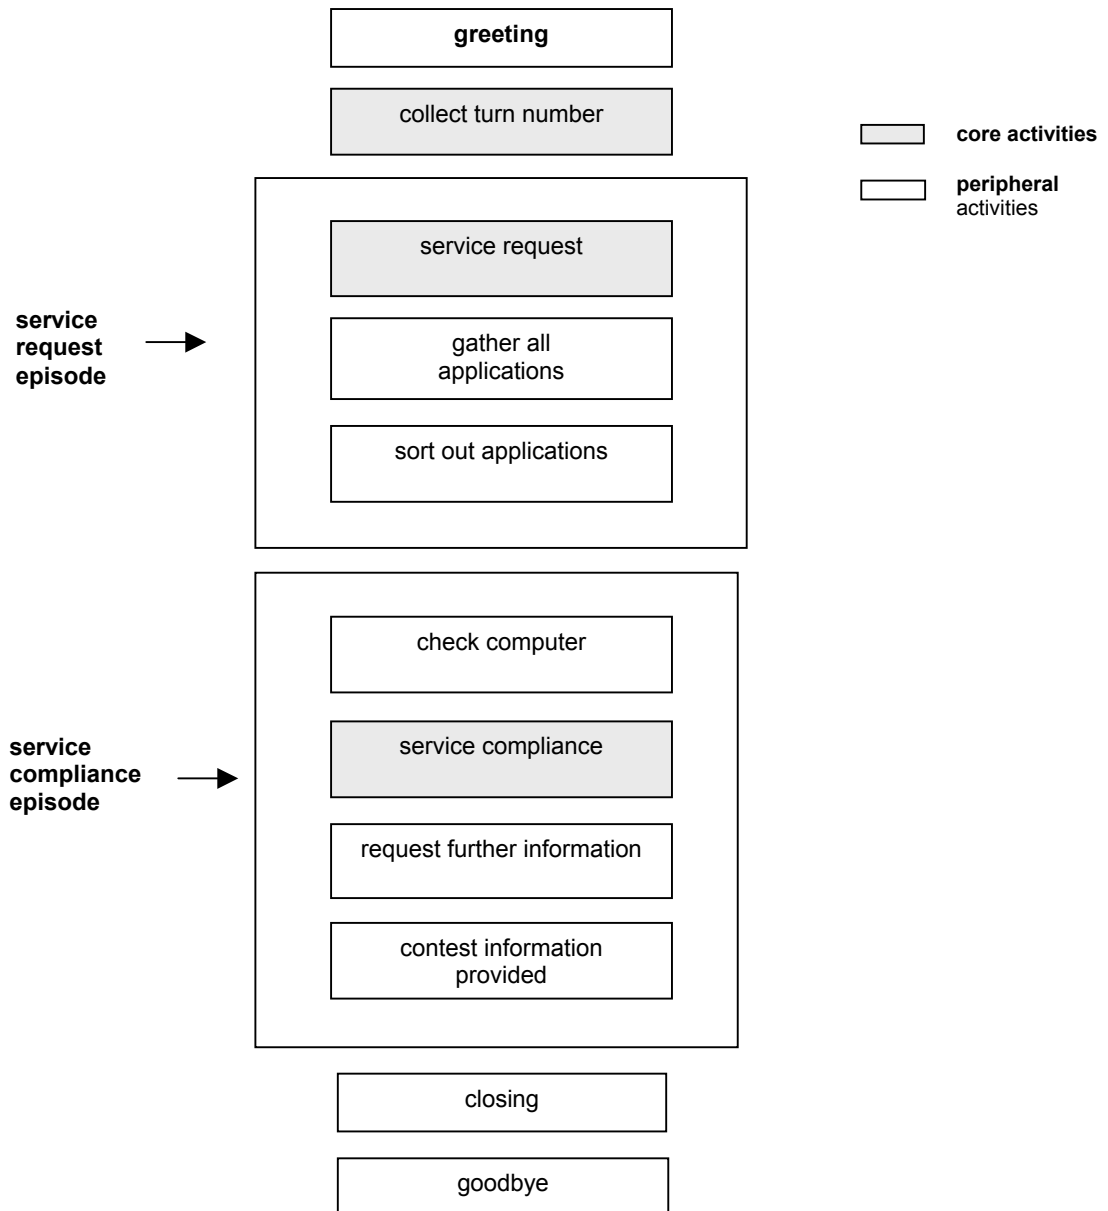 greeting
collect turn number
core activities
peripheral
activities
service request
service
request
episode
gather all
applications
sort out applications
check computer
service
compliance
episode
service compliance
request further information
contest information
provided
closing
goodbye